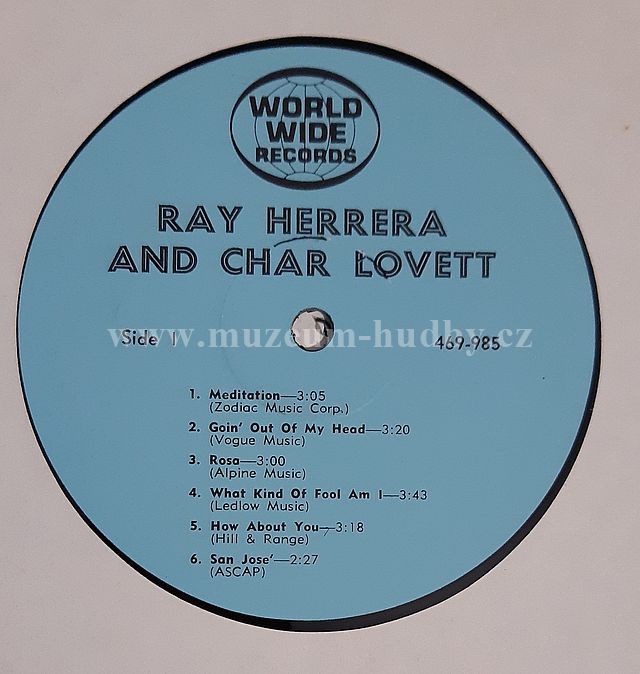 WORLD
WIDE
RECORDS
RAY HERRERA
AND CHAR LOVETT
www.muzeum-hudby.cz
Side 1
469-985
1. Meditation—3:05
(Zodiac Music Corp.)
2. Goin' Out Of My Head—3:20
(Vogue Music)
3. Rosa—3:00
(Alpine Music)
4. What Kind Of Fool Am I—3:43
(Ledlow Music)
5. How About You—3:18
(Hill & Range)
6. San Jose'—2:27
(ASCAP)